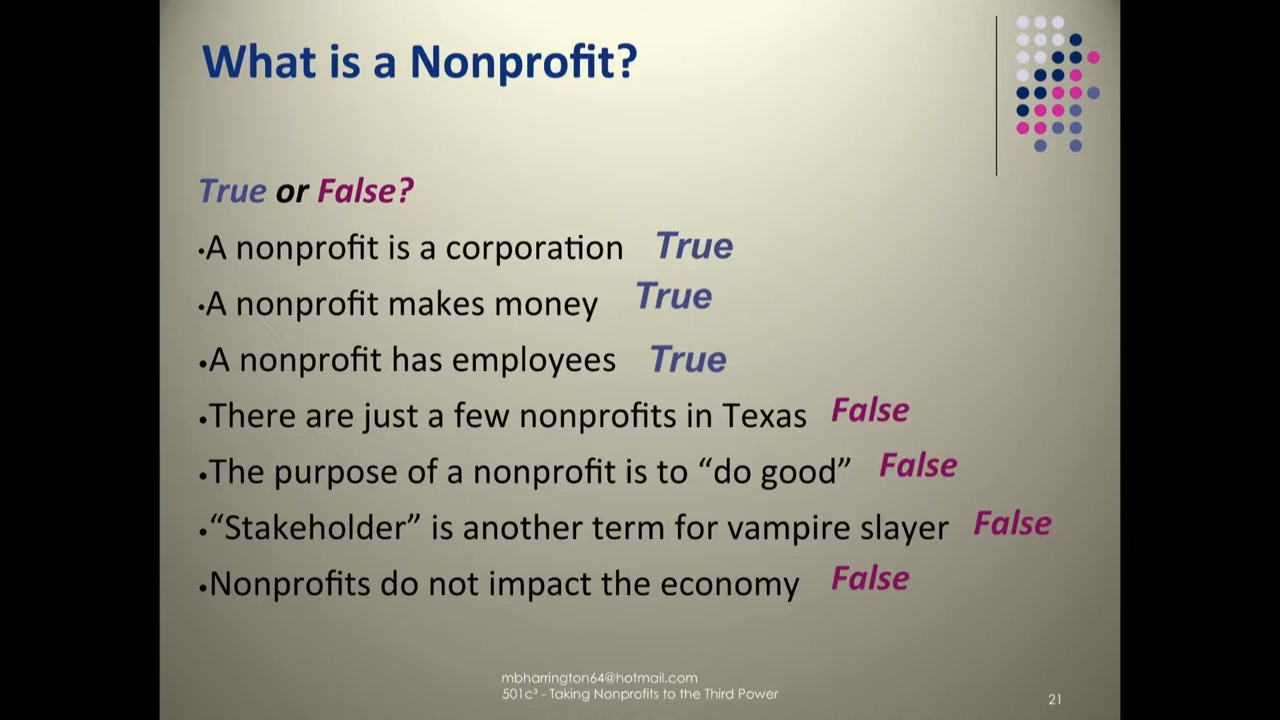 What is a Nonprofit?
True or False?
•A nonprofit is a corporation True
•A nonprofit makes money True
•A nonprofit has employees True
•There are just a few nonprofits in Texas False
•The purpose of a nonprofit is to “do good” False
•“Stakeholder” is another term for vampire slayer False
•Nonprofits do not impact the economy False
mbharrington64@hotmail.com
501c³ - Taking Nonprofits to the Third Power
21